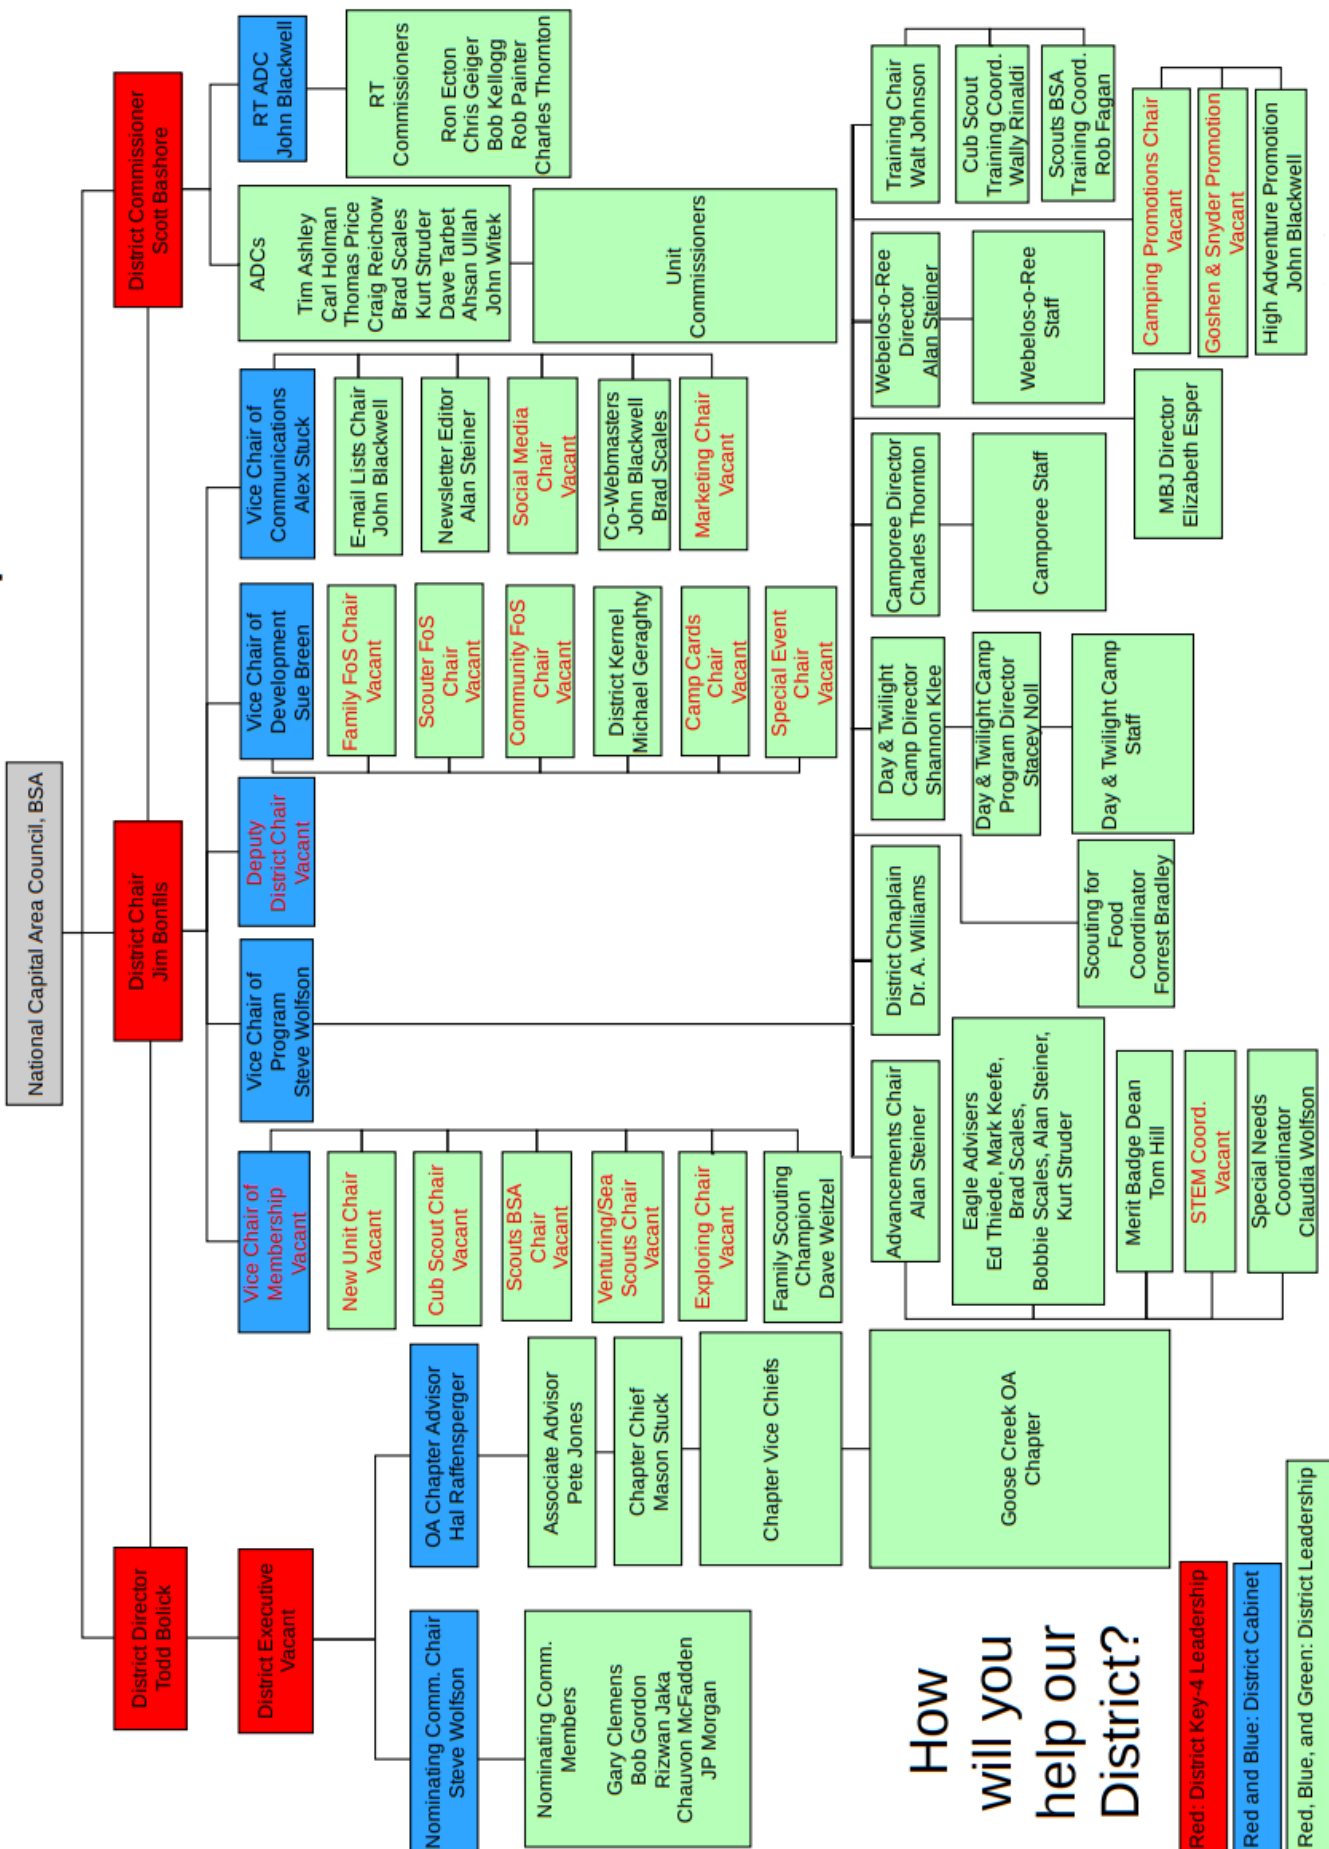 National Capital Area Council, BSA
District Director
Todd Bolick
District Chair
Jim Bonfils
District Commissioner
Scott Bashore
District Executive
Vacant
Vice Chair of
Membership
Vacant
Vice Chair of
Program
Steve Wolfson
Deputy
District Chair
Vacant
Vice Chair of
Development
Sue Breen
Vice Chair of
Communications
Alex Stuck
ADCs
Tim Ashley
Carl Holman
Thomas Price
Craig Reichow
Brad Scales
Kurt Struder
Dave Tarbet
Ahsan Ullah
John Witek
RT ADC
John Blackwell
Nominating Comm. Chair
Steve Wolfson
Nominating Comm.
Members
Gary Clemens
Bob Gordon
Rizwan Jaka
Chauvon McFadden
JP Morgan
OA Chapter Advisor
Hal Raffensperger
Associate Advisor
Pete Jones
Chapter Chief
Mason Stuck
Chapter Vice Chiefs
Goose Creek OA
Chapter
New Unit Chair
Vacant
Cub Scout Chair
Vacant
Scouts BSA
Chair
Vacant
Venturing/Sea
Scouts Chair
Vacant
Exploring Chair
Vacant
Family Scouting
Champion
Dave Weitzel
Family FoS Chair
Vacant
Scouter FoS
Chair
Vacant
Community FoS
Chair
Vacant
District Kernel
Michael Geraghty
Camp Cards
Chair
Vacant
Special Event
Chair
Vacant
E-mail Lists Chair
John Blackwell
Newsletter Editor
Alan Steiner
Social Media
Chair
Vacant
Co-Webmasters
John Blackwell
Brad Scales
Marketing Chair
Vacant
Unit
Commissioners
RT
Commissioners
Ron Ecton
Chris Geiger
Bob Kellogg
Rob Painter
Charles Thornton
Advancements Chair
Alan Steiner
Eagle Advisers
Ed Thiede, Mark Keefe,
Brad Scales,
Bobbie Scales, Alan Steiner,
Kurt Struder
Merit Badge Dean
Tom Hill
STEM Coord.
Vacant
Special Needs
Coordinator
Claudia Wolfson
District Chaplain
Dr. A. Williams
Scouting for
Food
Coordinator
Forrest Bradley
Day & Twilight
Camp Director
Shannon Klee
Day & Twilight Camp
Program Director
Stacey Noll
Day & Twilight Camp
Staff
Camporee Director
Charles Thornton
Camporee Staff
MBJ Director
Elizabeth Esper
Webelos-o-Ree
Director
Alan Steiner
Webelos-o-Ree
Staff
Training Chair
Walt Johnson
Cub Scout
Training Coord.
Wally Rinaldi
Scouts BSA
Training Coord.
Rob Fagan
Camping Promotions Chair
Vacant
Goshen & Snyder Promotion
Vacant
High Adventure Promotion
John Blackwell
How
will you
help our
District?
Red: District Key-4 Leadership
Red and Blue: District Cabinet
Red, Blue, and Green: District Leadership